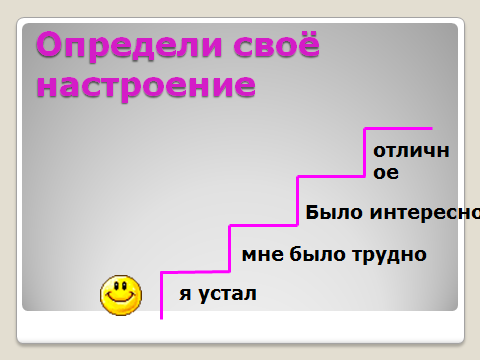 Определи своё
настроение
отличн
ое
Было интересно
мне было трудно
я устал